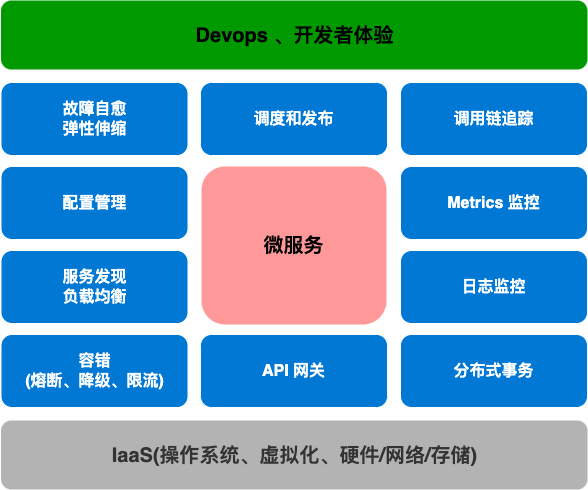 Devops 、开发者体验
故障自愈
弹性伸缩
调度和发布
调用链追踪
配置管理
微服务
Metrics 监控
服务发现
负载均衡
日志监控
容错
(熔断、降级、限流)
API 网关
分布式事务
IaaS(操作系统、虚拟化、硬件/网络/存储)